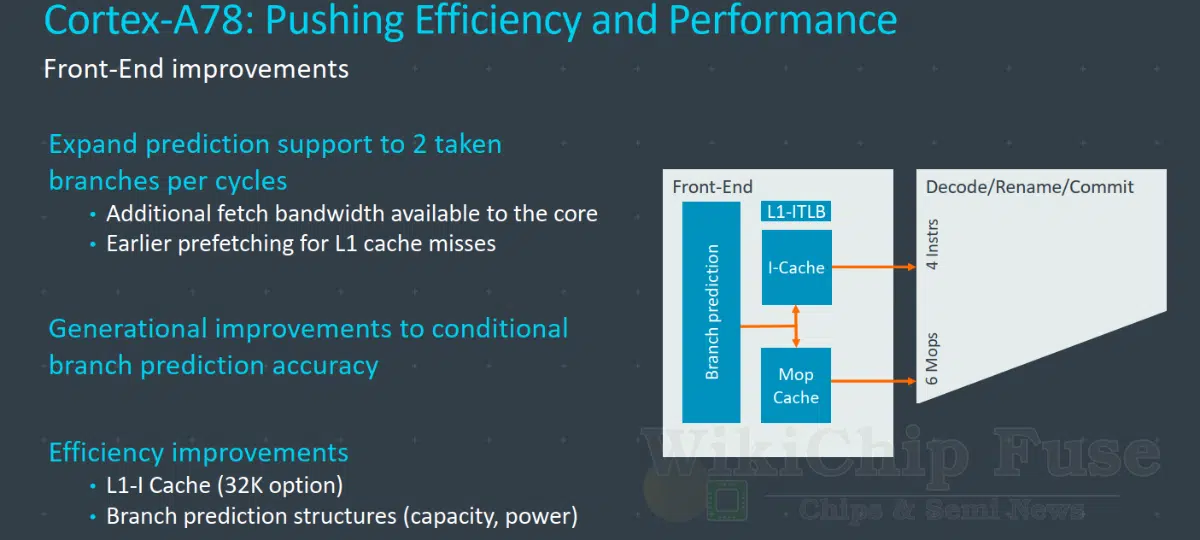 Cortex-A78: Pushing Efficiency and Performance
Front-End improvements
Expand prediction support to 2 taken
branches per cycles
• Additional fetch bandwidth available to the core
• Earlier prefetching for L1 cache misses
Generational improvements to conditional
branch prediction accuracy
Efficiency improvements
• L1-I Cache (32K option)
• Branch prediction structures (capacity, power)
Front-End
Branch prediction
L1-ITLB
I-Cache
Mop
Cache
Decode/Rename/Commit
4 Instrs
6 Mops
WikiChip Fuse
Chips & Semi News